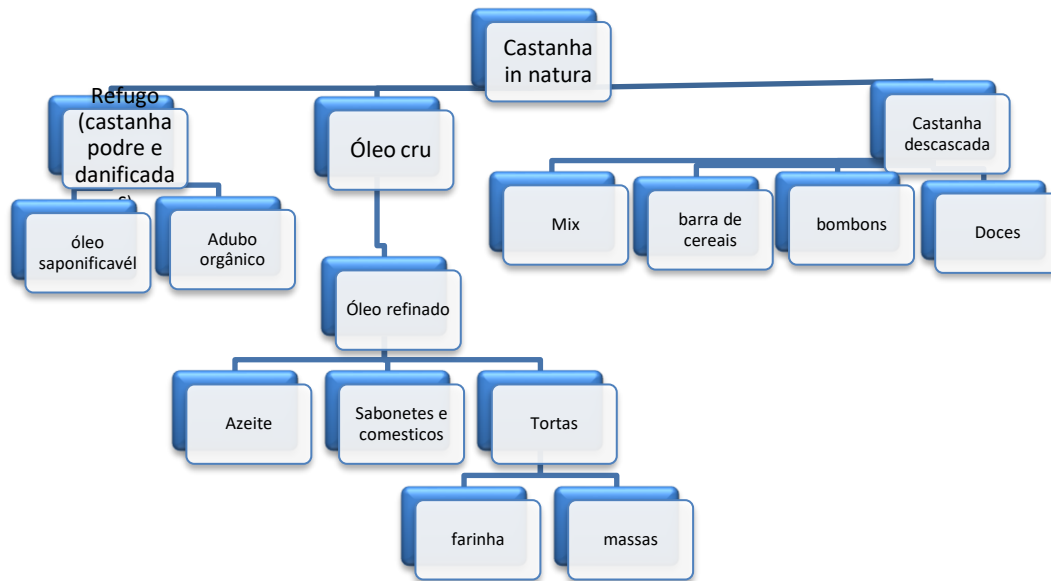 Castanha
in natura
Refugo
(castanha
podre e
danificada
s)
Óleo cru
Castanha
descascada
óleo
saponificavél
Adubo
orgânico
Mix
barra de
cereais
bombons
Doces
Óleo refinado
Azeite
Sabonetes e
comesticos
Tortas
farinha
massas